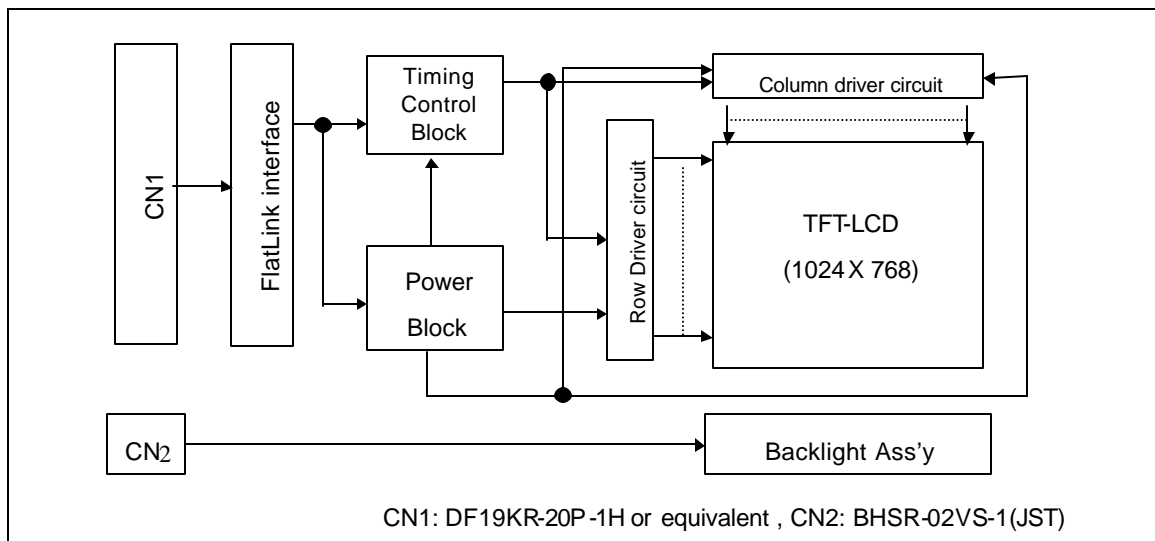 CN1
FlatLink interface
Timing
Control
Block
Power
Block
Row Driver circuit
Column driver circuit
TFT-LCD
(1024 X 768)
CN2
Backlight Ass'y
CN1: DF19KR-20P-1H or equivalent , CN2: BHSR-02VS-1(JST)